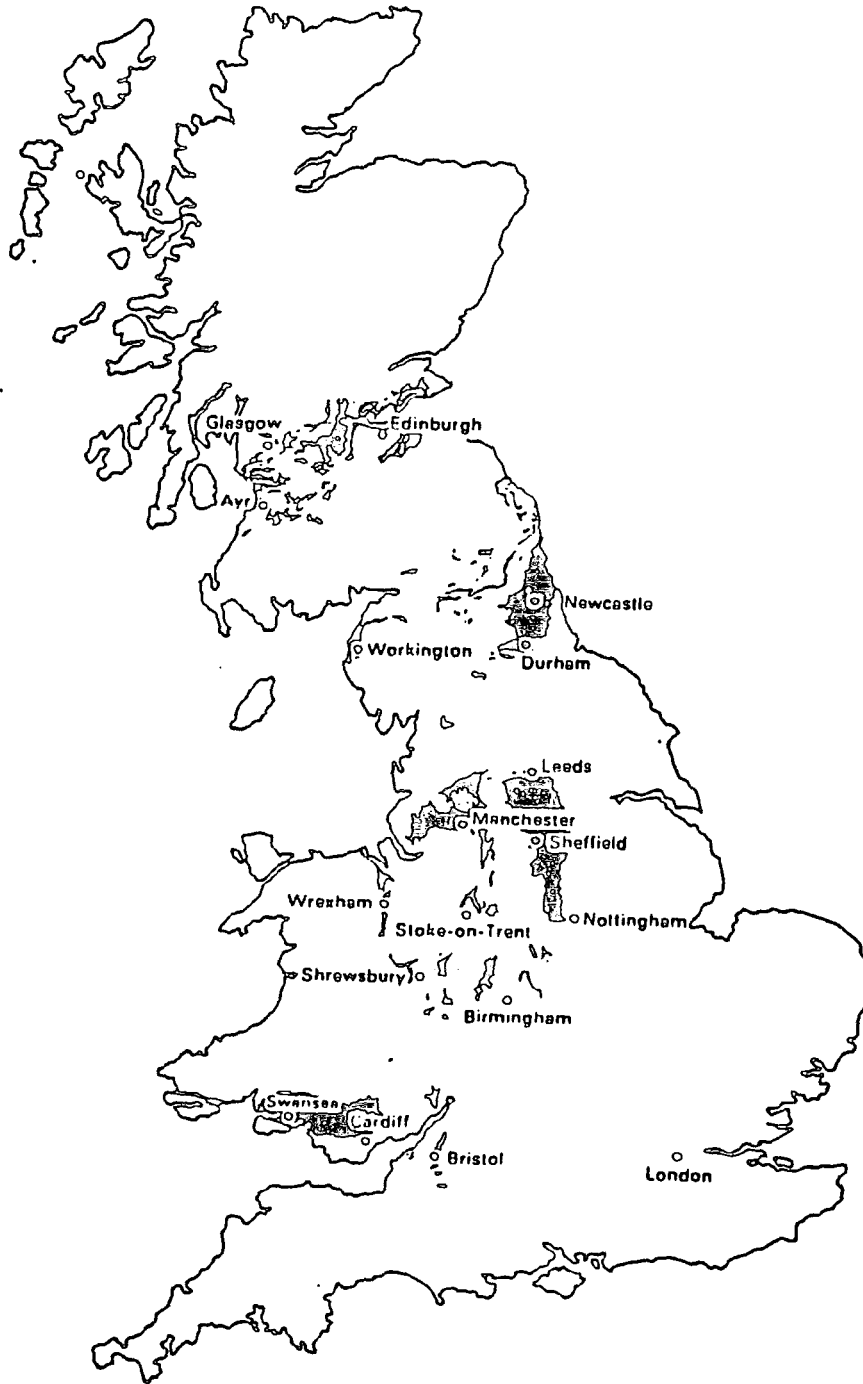 Glasgow
Edinburgh
Ayr
Newcastle
Workington
Durham
Leeds
Manchester
Sheffield
Wrexham
Nottingham
Stoke-on-Trent
Shrewsbury
Birmingham
Swansea
Cardiff
Bristol
London